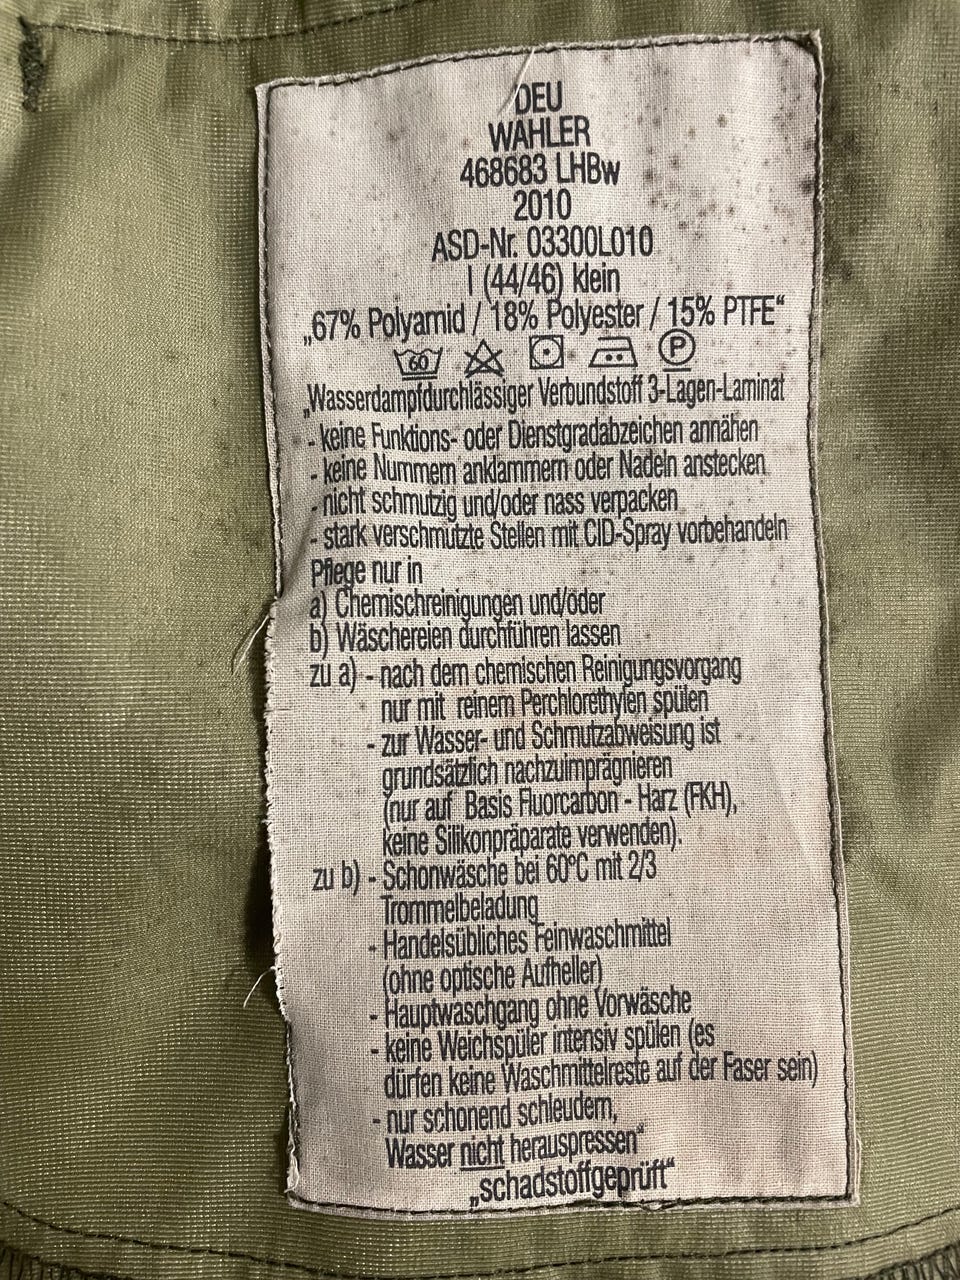 DEU
WAHLER
468683 LHBw
2010
ASD-Nr. 03300L010
I (44/46) klein
„67% Polyamid / 18% Polyester / 15% PTFE“
60 P
„Wasserdampfdurchlässiger Verbundstoff 3-Lagen-Laminat
- keine Funktions- oder Dienstgradabzeichen annähen
- keine Nummern anklammern oder Nadeln anstecken
- nicht schmutzig und/oder nass verpacken
- stark verschmutzte Stellen mit CID-Spray vorbehandeln
Pflege nur in
a) Chemischreinigungen und/oder
b) Wäschereien durchführen lassen
zu a) - nach dem chemischen Reinigungsvorgang
nur mit reinem Perchlorethylen spülen
- zur Wasser- und Schmutzabweisung ist
grundsätzlich nachzuimprägnieren
(nur auf Basis Fluorcarbon - Harz (FKH),
keine Silikonpräparate verwenden).
zu b) - Schonwäsche bei 60°C mit 2/3
Trommelbeladung
- Handelsübliches Feinwaschmittel
(ohne optische Aufheller)
- Hauptwaschgang ohne Vorwäsche
- keine Weichspüler intensiv spülen (es
dürfen keine Waschmittelreste auf der Faser sein)
- nur schonend schleudern,
Wasser nicht herauspressen“
„schadstoffgeprüft“